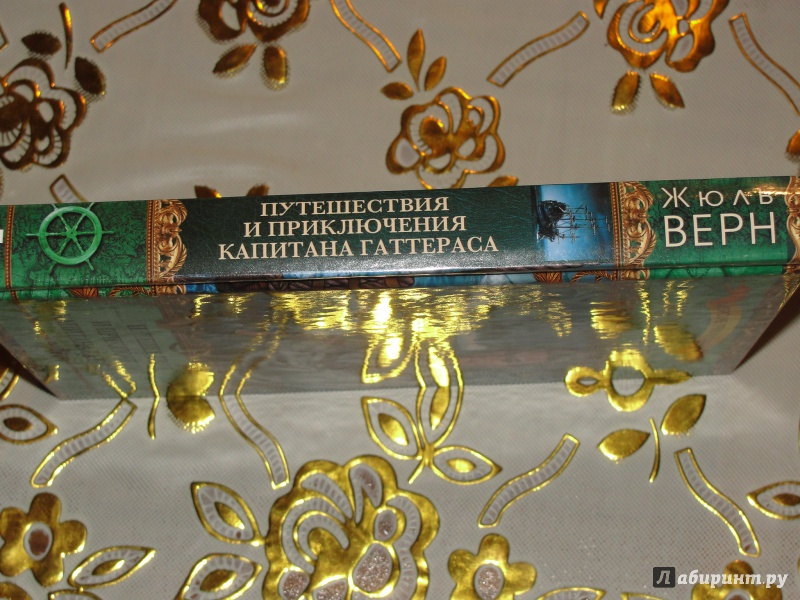 ПУТЕШЕСТВИЯ
И ПРИКЛЮЧЕНИЯ
КАПИТАНА ГАТТЕРАСА
ЖЮЛЬ
ВЕРН
Лабиринт.ру